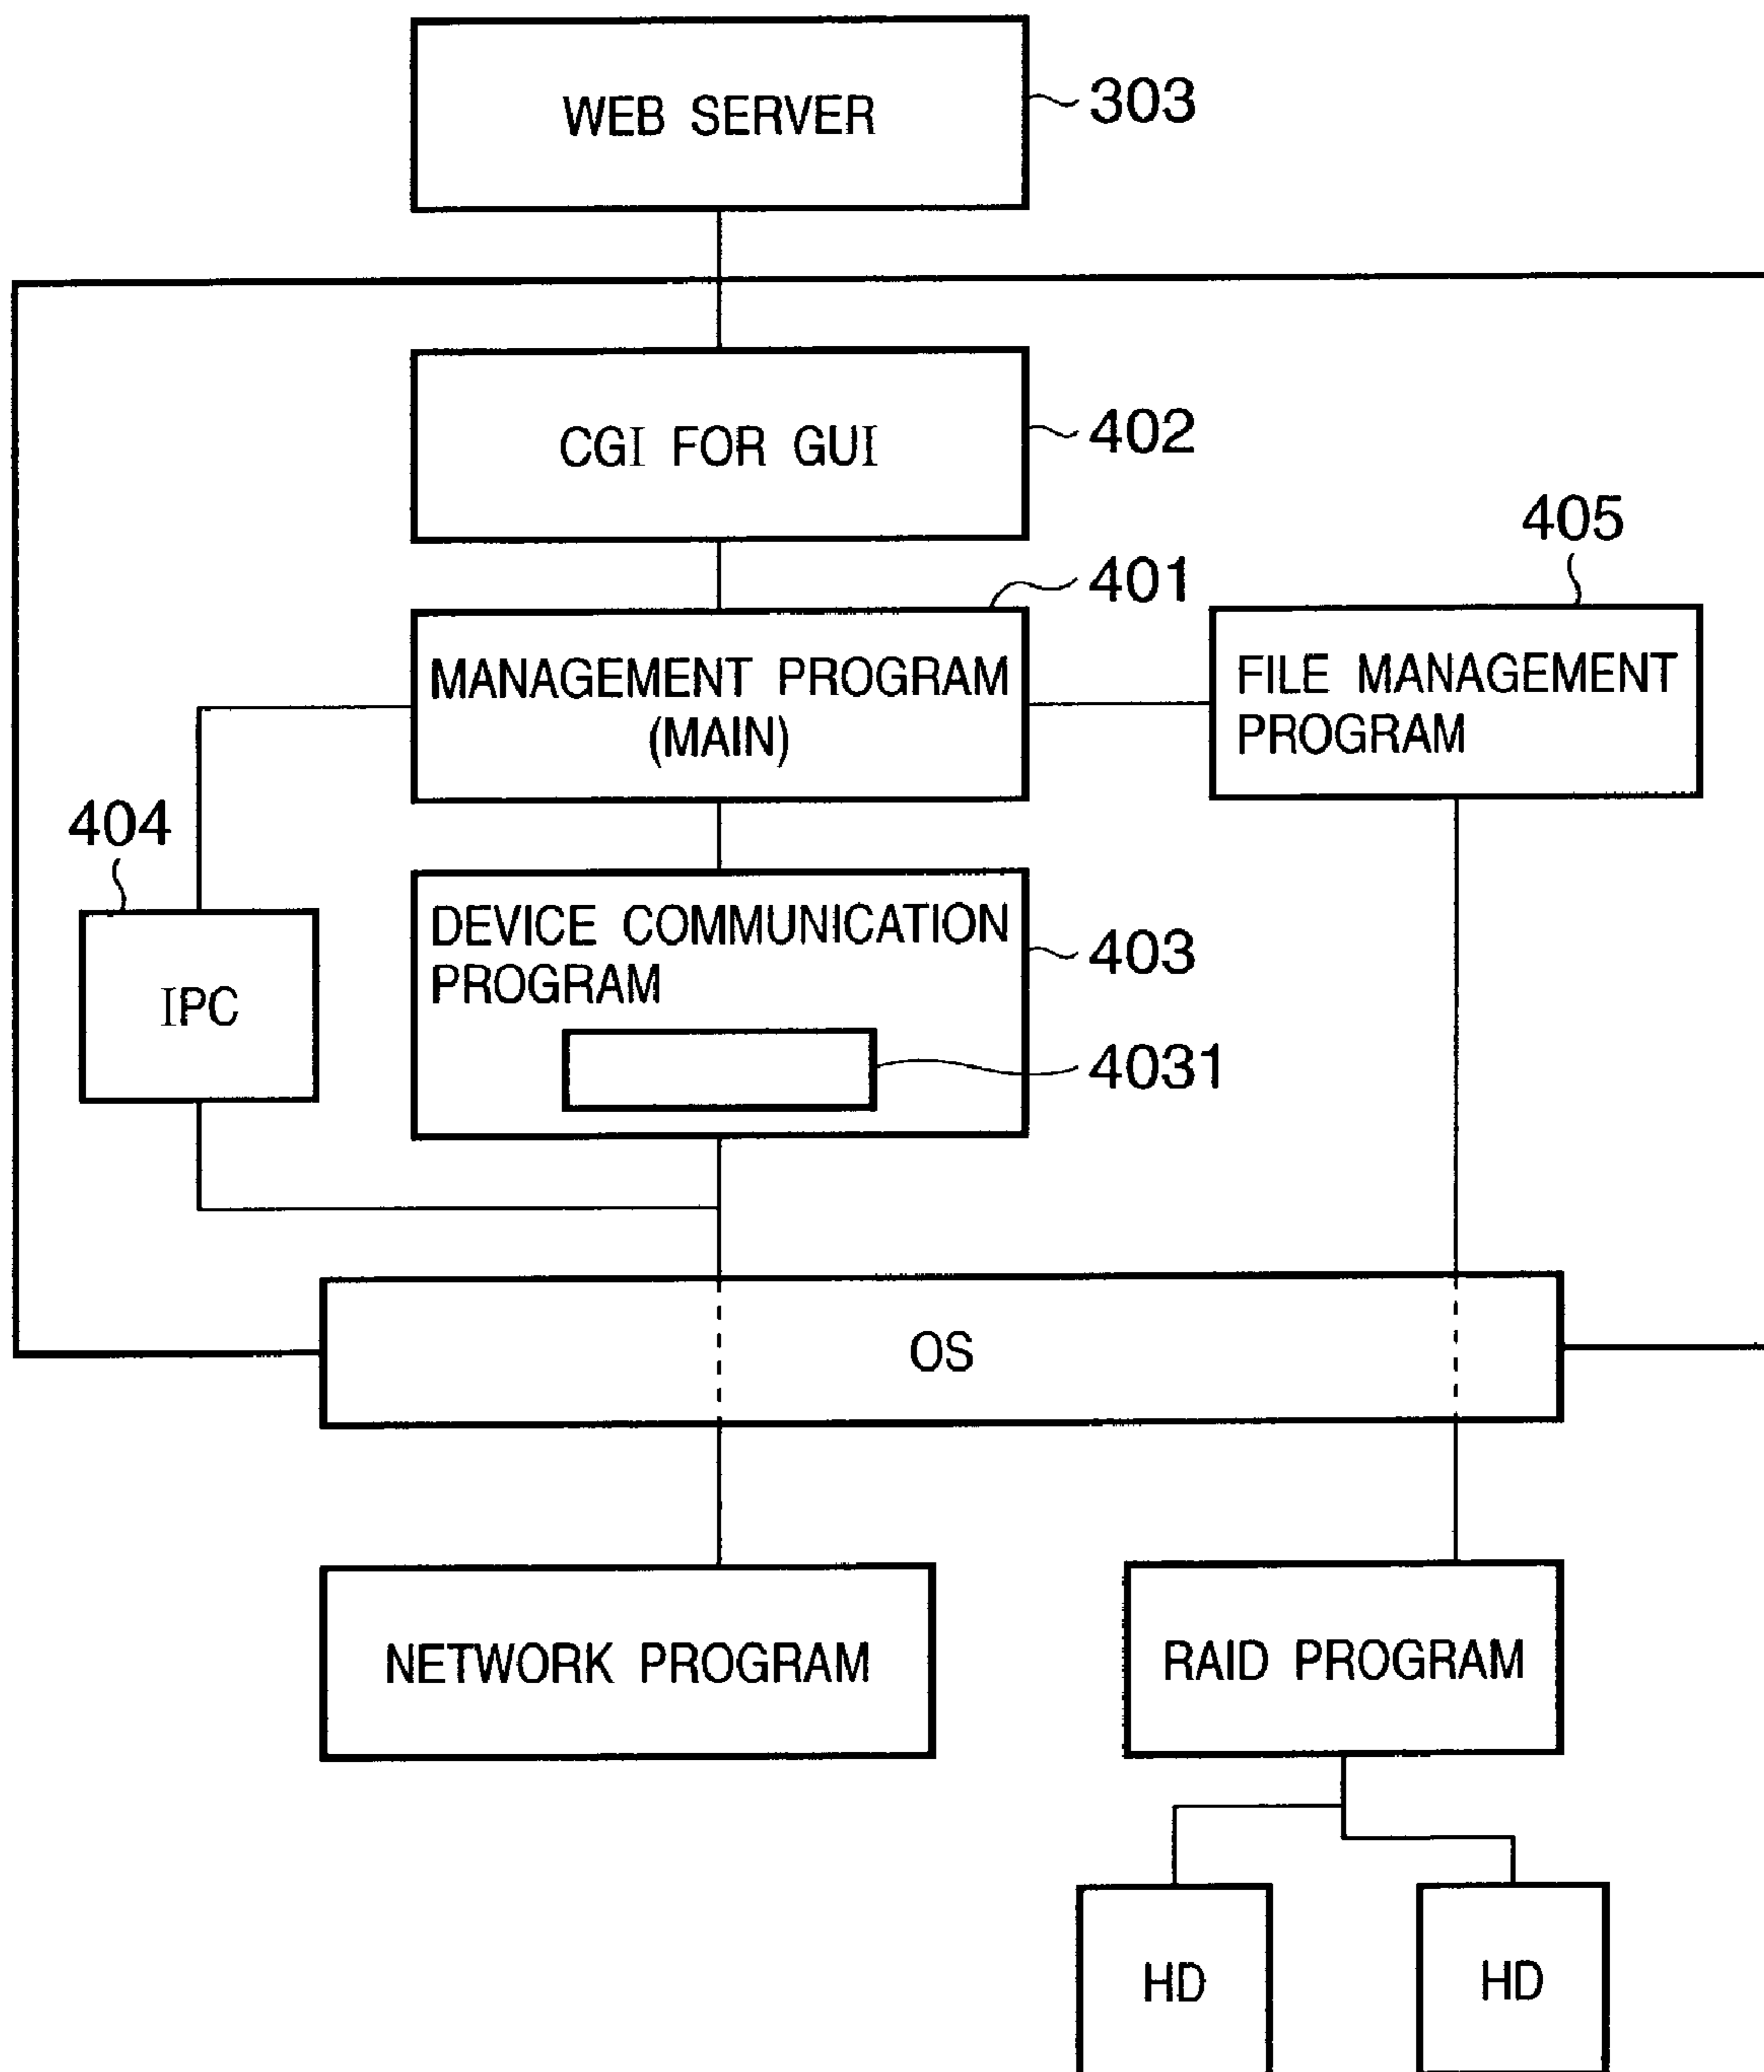 WEB SERVER
303
CGI FOR GUI
402
405
401
MANAGEMENT PROGRAM
(MAIN)
FILE MANAGEMENT
PROGRAM
404
DEVICE COMMUNICATION
PROGRAM
403
IPC
4031
OS
NETWORK PROGRAM
RAID PROGRAM
HD
HD